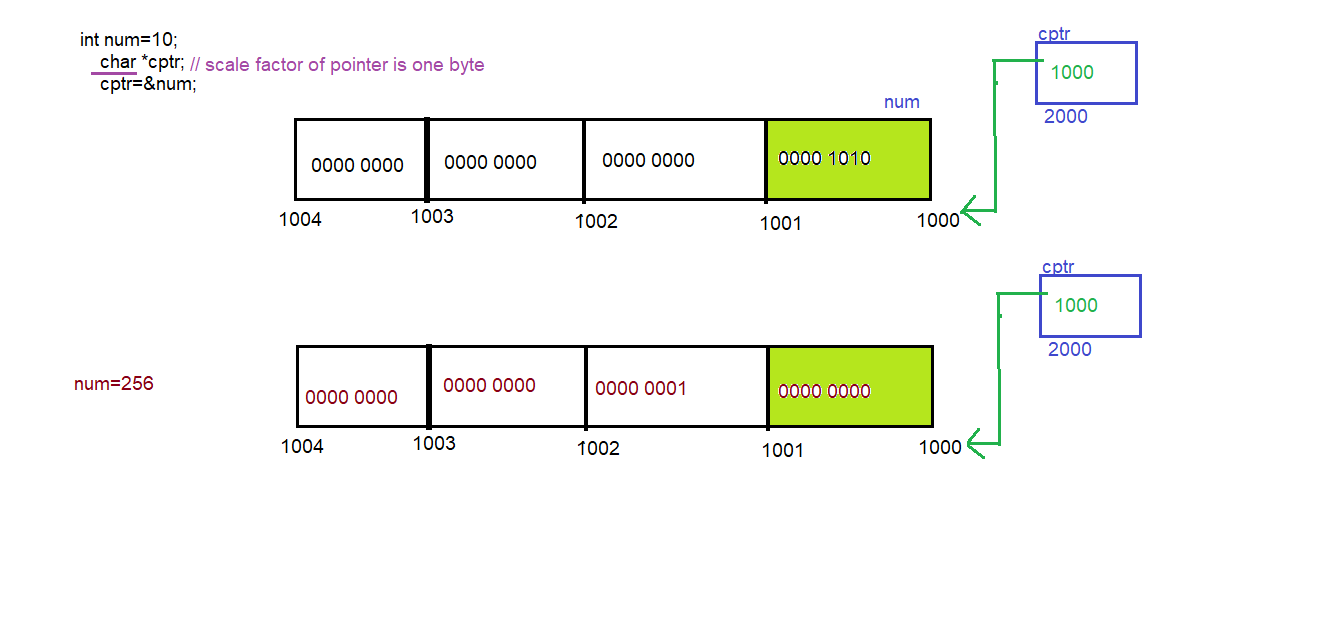 int num=10;
char *cptr; // scale factor of pointer is one byte
cptr=&num;
cptr
1000
2000
num
0000 0000 0000 0000 0000 0000 0000 1010
1004 1003 1002 1001 1000
cptr
1000
2000
num=256
0000 0000 0000 0000 0000 0001 0000 0000
1004 1003 1002 1001 1000